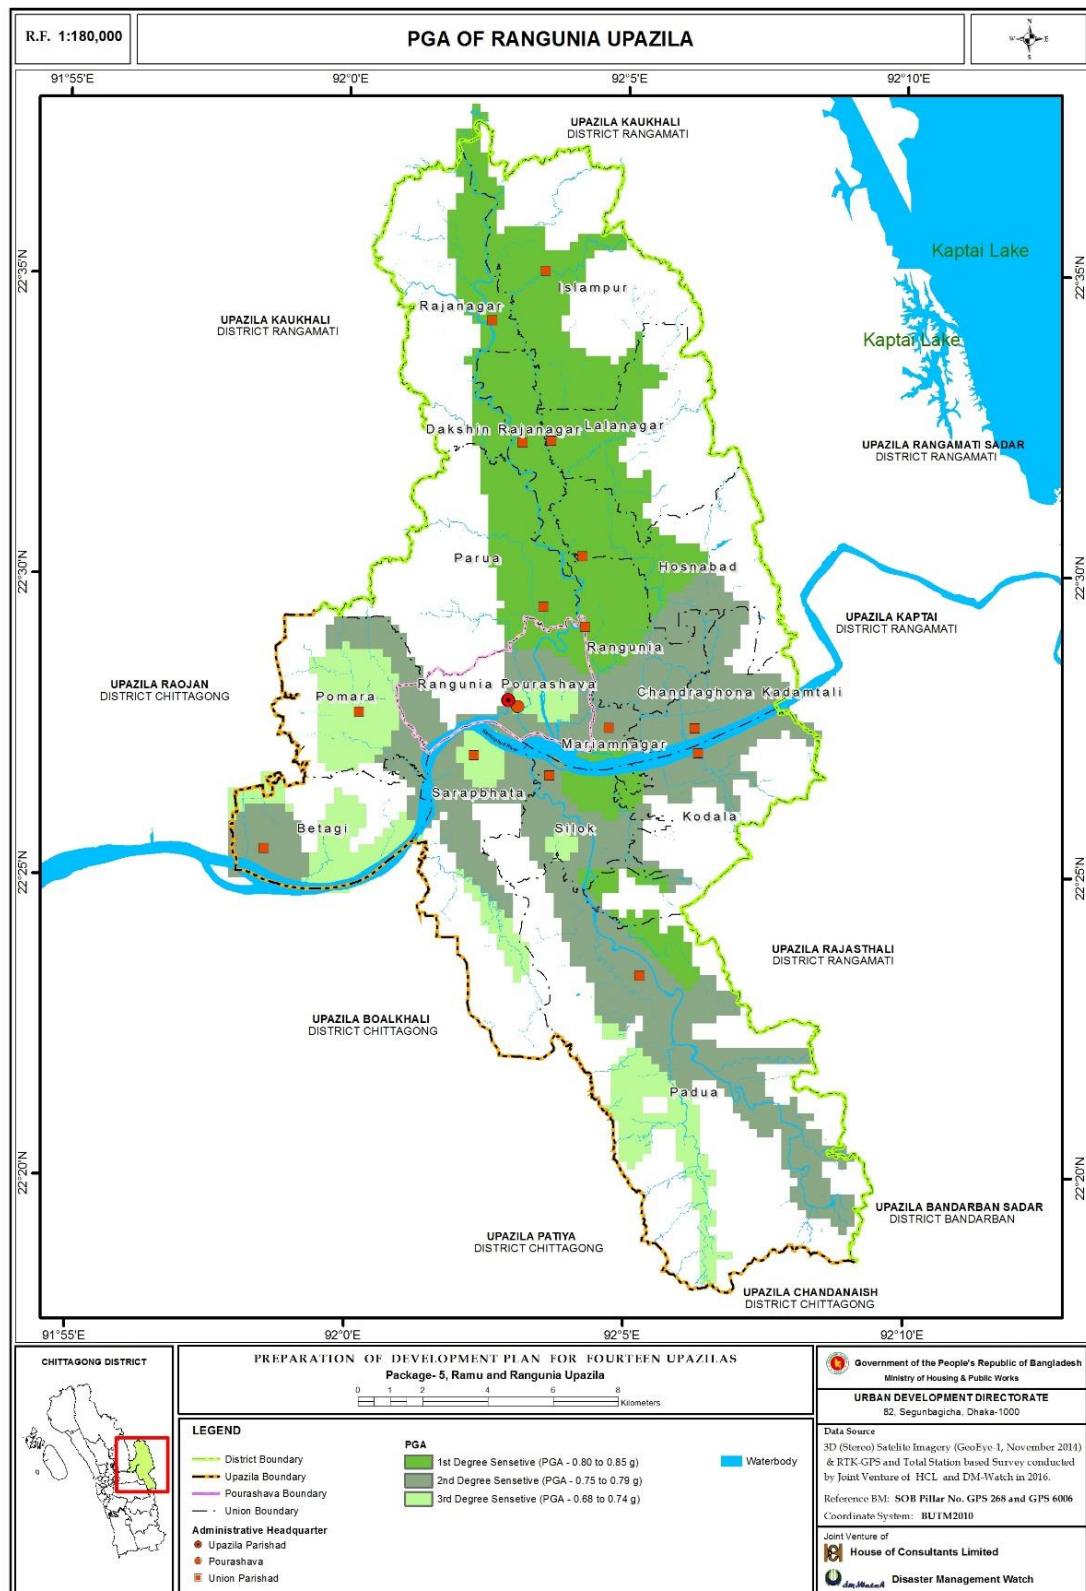 R.F. 1:180,000
PGA OF RANGUNIA UPAZILA
N
W E
S
91°55'E 92°0'E 92°5'E 92°10'E
UPAZILA KAUKHALI
DISTRICT RANGAMATI
Kaptai Lake
22°35'N 22°35'N
Islampur
Rajanagar
UPAZILA KAUKHALI
DISTRICT RANGAMATI
Kaptai Lake
Dakshin Rajanagar Lalanagar
UPAZILA RANGAMATI SADAR
DISTRICT RANGAMATI
Parua
Hosnabad
22°30'N 22°30'N
UPAZILA KAPTAI
DISTRICT RANGAMATI
Rangunia
UPAZILA RAOJAN
DISTRICT CHITTAGONG
Pomara
Rangunia Pourashava
Chandraghona Kadamtali
Mariamnagar
Sarapbhata
Betagi
Silok
Kodala
22°25'N 22°25'N
UPAZILA RAJASTHALI
DISTRICT RANGAMATI
UPAZILA BOALKHALI
DISTRICT CHITTAGONG
Padua
22°20'N 22°20'N
UPAZILA BANDARBAN SADAR
DISTRICT BANDARBAN
UPAZILA PATIYA
DISTRICT CHITTAGONG
UPAZILA CHANDANAISH
DISTRICT CHITTAGONG
91°55'E 92°0'E 92°5'E 92°10'E
CHITTAGONG DISTRICT
PREPARATION OF DEVELOPMENT PLAN FOR FOURTEEN UPAZILAS
Package- 5, Ramu and Rangunia Upazila
0 1 2 4 6 8
Kilometers
LEGEND
District Boundary
Upazila Boundary
Pourashava Boundary
Union Boundary
Administrative Headquarter
Upazila Parishad
Pourashava
Union Parishad
PGA
1st Degree Sensetive (PGA - 0.80 to 0.85 g)
2nd Degree Sensetive (PGA - 0.75 to 0.79 g)
3rd Degree Sensetive (PGA - 0.68 to 0.74 g)
Waterbody
Government of the People's Republic of Bangladesh
Ministry of Housing & Public Works
URBAN DEVELOPMENT DIRECTORATE
82, Segunbagicha, Dhaka-1000
Data Source
3D (Stereo) Satelite Imagery (GeoEye-1, November 2014)
& RTK-GPS and Total Station based Survey conducted
by Joint Venture of HCL and DM-Watch in 2016.
Reference BM: SOB Pillar No. GPS 268 and GPS 6006
Coordinate System: BUTM2010
Joint Venture of
House of Consultants Limited
dm Watch Disaster Management Watch